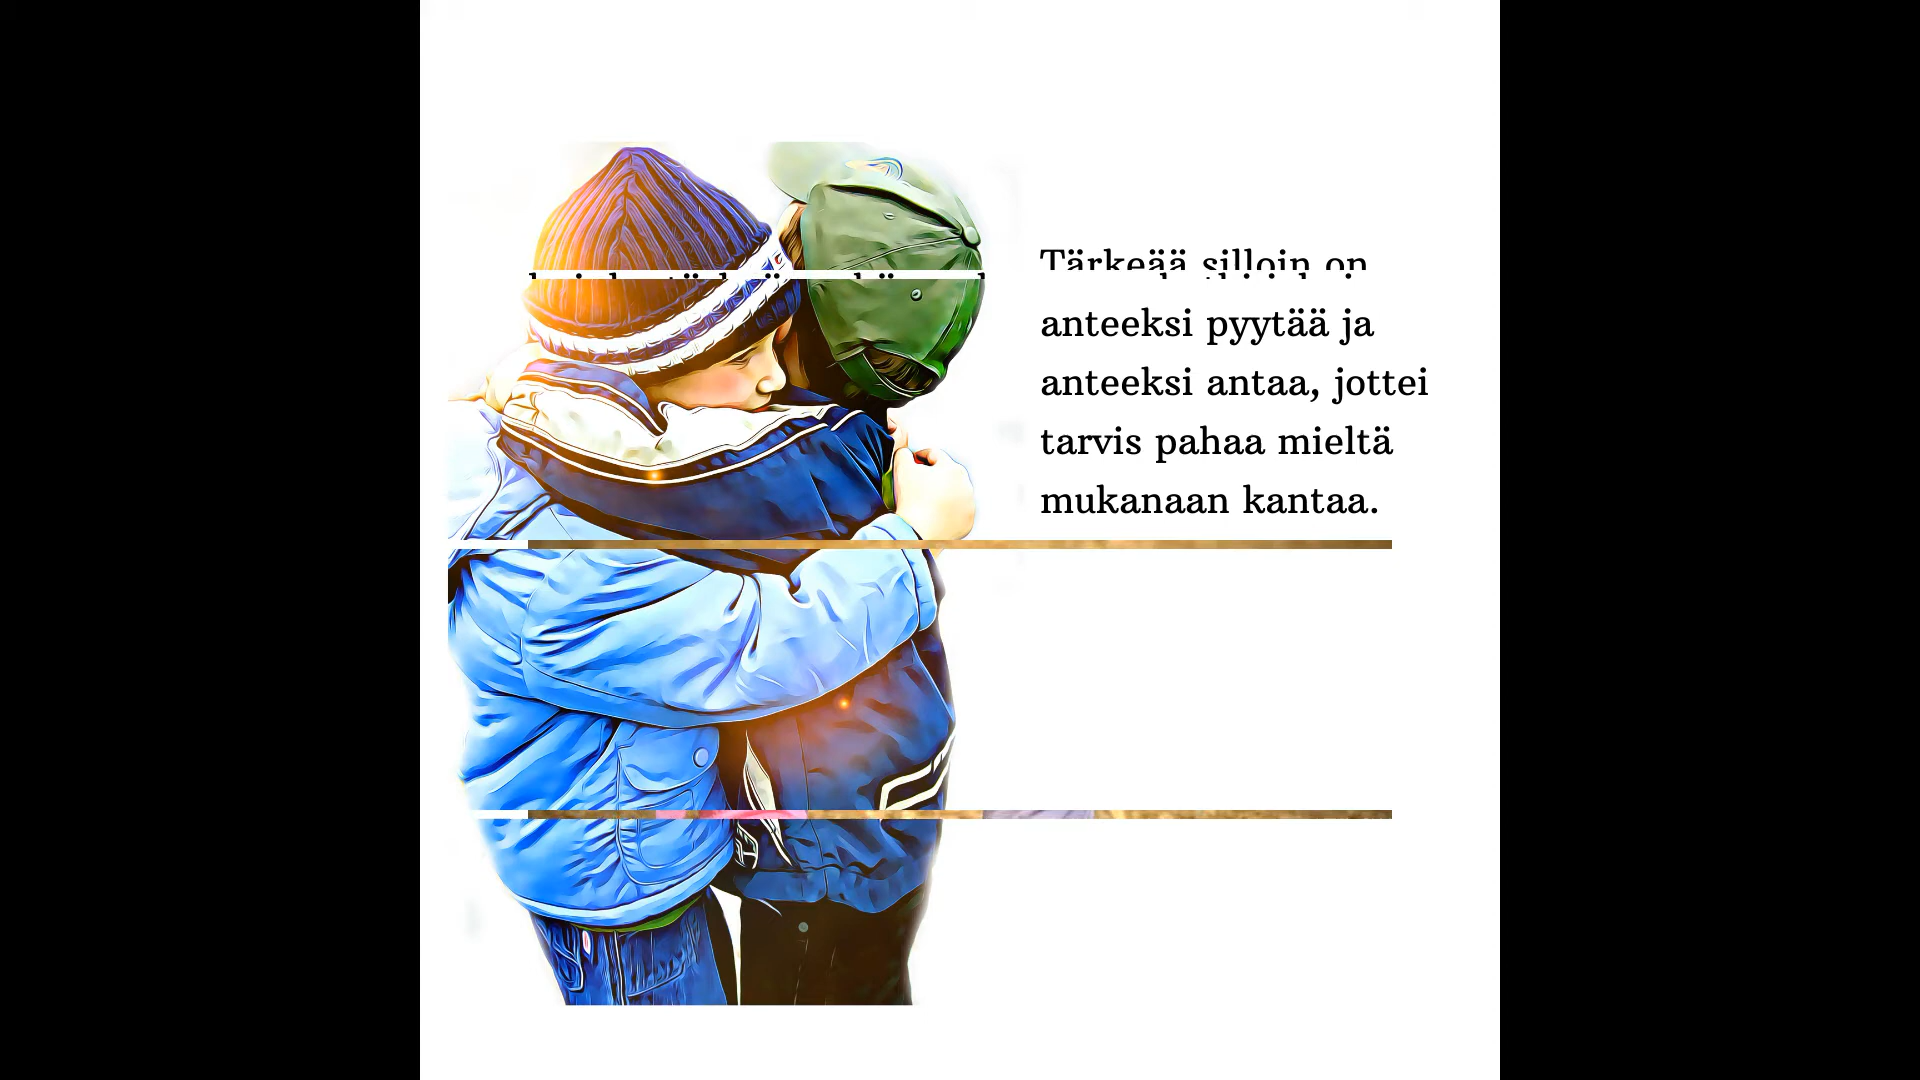 Tärkeää silloin on
anteeksi pyytää ja
anteeksi antaa, jottei
tarvis pahaa mieltä
mukanaan kantaa.